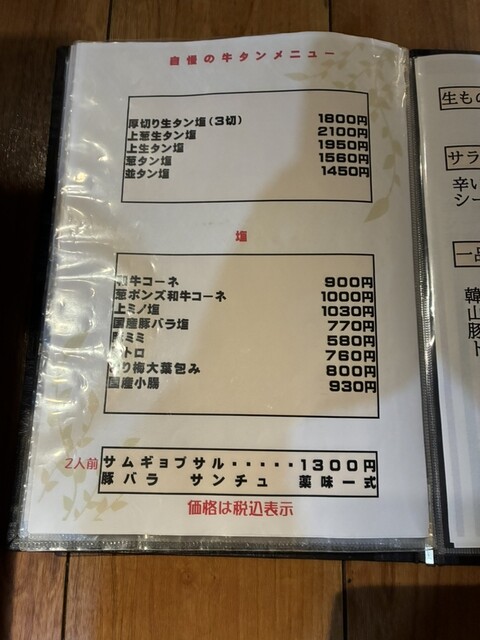 自慢の牛タンメニュー
厚切り生タン塩(3切) 1800円
上葱生タン塩 2100円
上生タン塩 1950円
葱タン塩 1560円
並タン塩 1450円
塩
和牛コーネ 900円
葱ポンズ和牛コーネ 1000円
上ミノ塩 1030円
国産豚バラ塩 770円
ミミ 580円
トロ 760円
り梅大葉包み 800円
国産小腸 930円
2人前 サムギョプサル・・・・・1300円
豚バラ サンチュ 薬味一式
価格は税込表示
生もの
サラ
辛い
シー
一品
韓
山
豚
ト